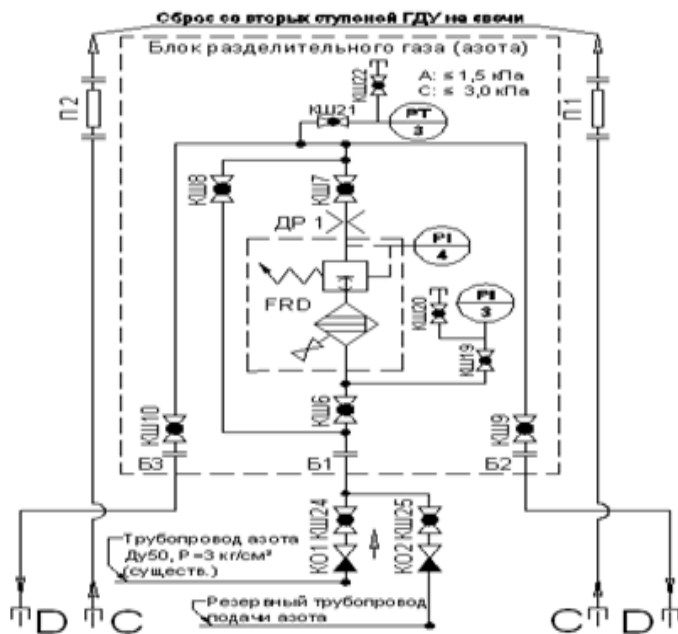 Сброс со вторых ступоной ГДУ на свечи
Блок разделительного газа (азота)
А: ≤ 1,5 кПа
С: ≤ 3,0 кПа
КШ22
КШ21
PT
3
П2
П1
КШ8
КШ7
ДР 1
PI
4
FRD
КШ20
PI
3
КШ19
КШ6
КШ10
КШ9
Б3
Б1
Б2
КШ24
КШ25
КО1
КО2
Трубопровод азота
Ду50, Р=3 кг/см²
(существ.)
Резервный трубопровод
подачи азота
D
C
C
D